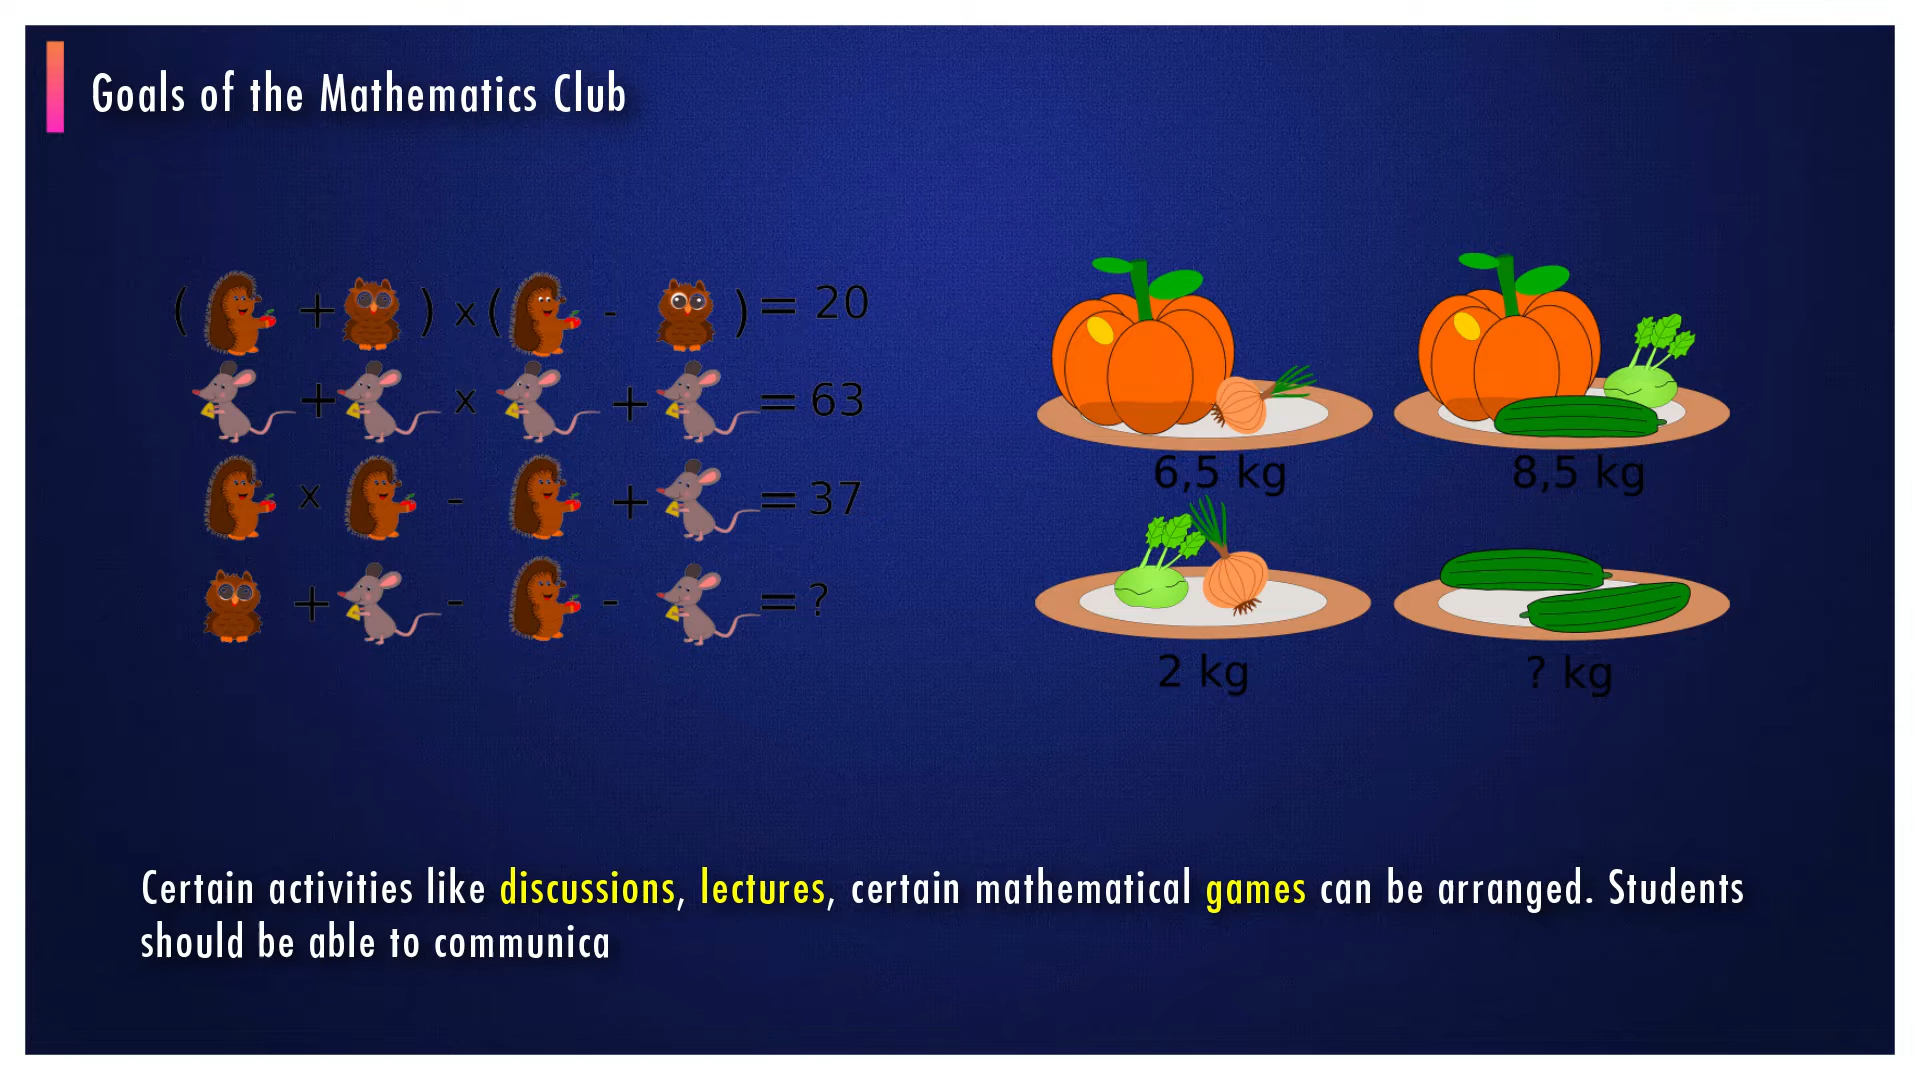 Goals of the Mathematics Club
( + ) x ( - ) = 20
+ x + = 63
x - + = 37
+ - - = ?
6,5 kg
8,5 kg
2 kg
? kg
Certain activities like discussions, lectures, certain mathematical games can be arranged. Students
should be able to communica